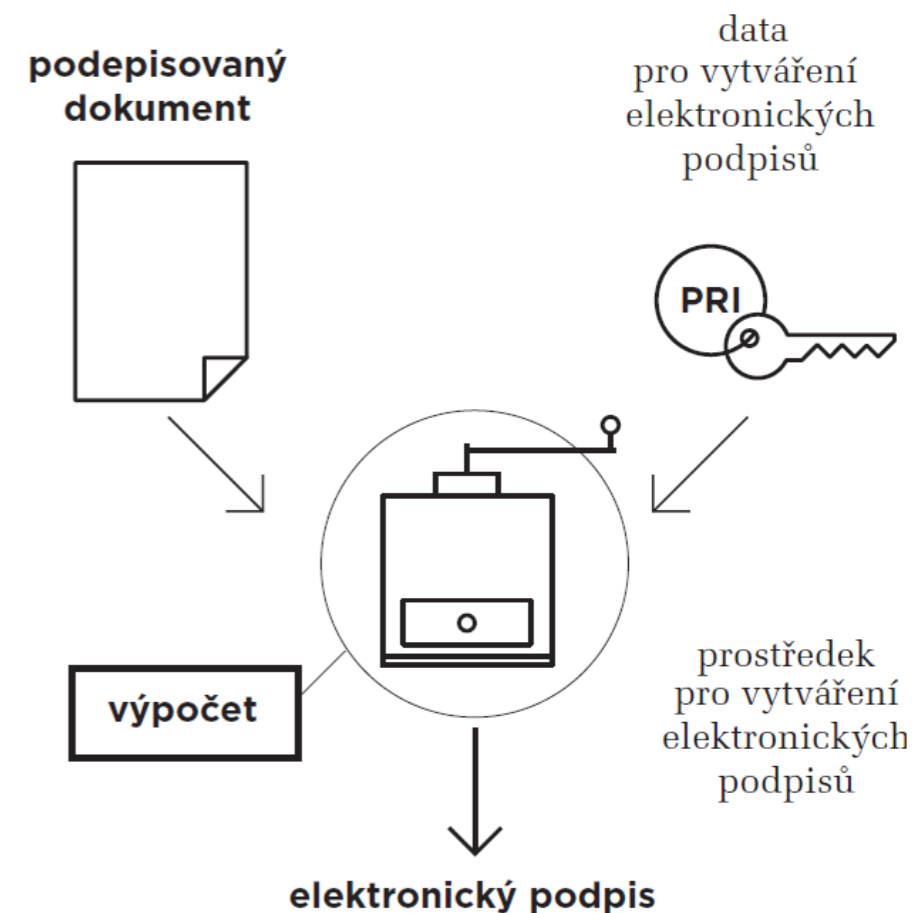 podepisovaný
dokument
data
pro vytváření
elektronických
podpisů
PRI
výpočet
prostředek
pro vytváření
elektronických
podpisů
elektronický podpis